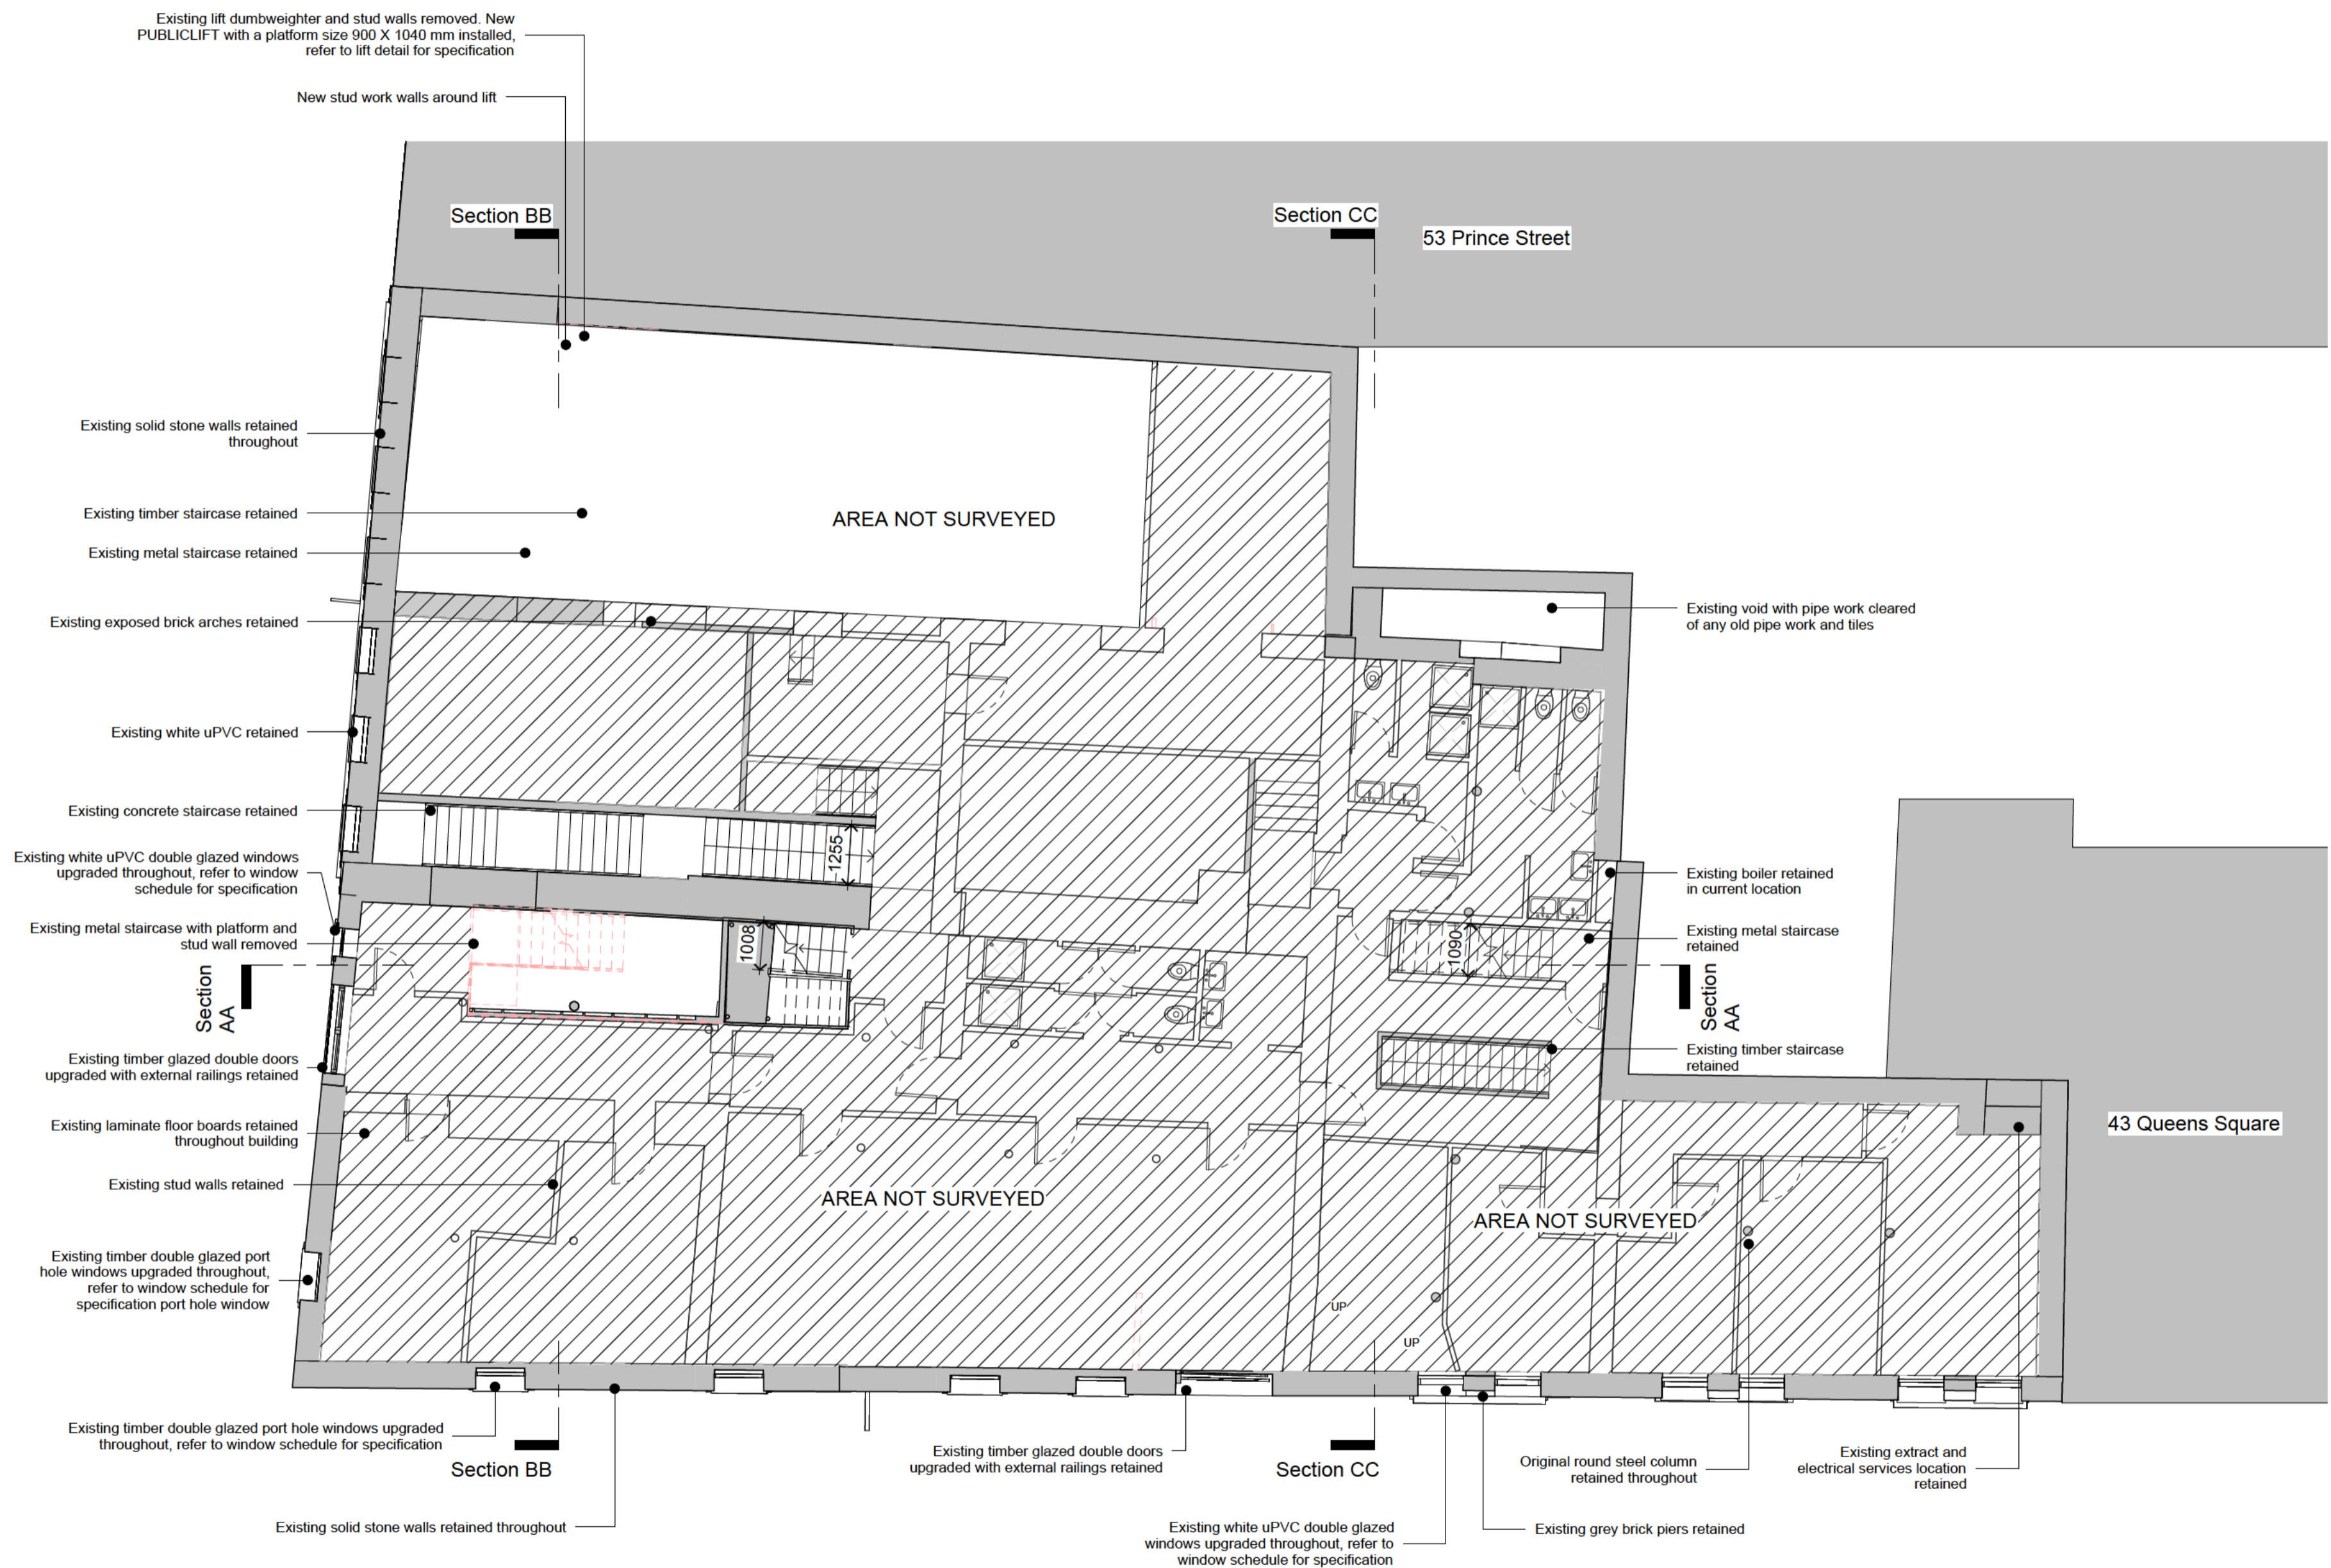 Existing lift dumbweighter and stud walls removed. New
PUBLICLIFT with a platform size 900 X 1040 mm installed,
refer to lift detail for specification
New stud work walls around lift
Section BB
Section CC
53 Prince Street
Existing solid stone walls retained
throughout
Existing timber staircase retained
AREA NOT SURVEYED
Existing metal staircase retained
Existing exposed brick arches retained
Existing void with pipe work cleared
of any old pipe work and tiles
Existing white uPVC retained
Existing concrete staircase retained
1255
Existing white uPVC double glazed windows
upgraded throughout, refer to window
schedule for specification
Existing boiler retained
in current location
Existing metal staircase with platform and
stud wall removed
1008
1090
Existing metal staircase
retained
Section
AA
Section
AA
Existing timber glazed double doors
upgraded with external railings retained
Existing timber staircase
retained
Existing laminate floor boards retained
throughout building
43 Queens Square
Existing stud walls retained
AREA NOT SURVEYED
AREA NOT SURVEYED
Existing timber double glazed port
hole windows upgraded throughout,
refer to window schedule for
specification port hole window
UP
UP
Existing timber double glazed port hole windows upgraded
throughout, refer to window schedule for specification
Section BB
Existing timber glazed double doors
upgraded with external railings retained
Section CC
Original round steel column
retained throughout
Existing extract and
electrical services location
retained
Existing solid stone walls retained throughout
Existing white uPVC double glazed
windows upgraded throughout, refer to
window schedule for specification
Existing grey brick piers retained